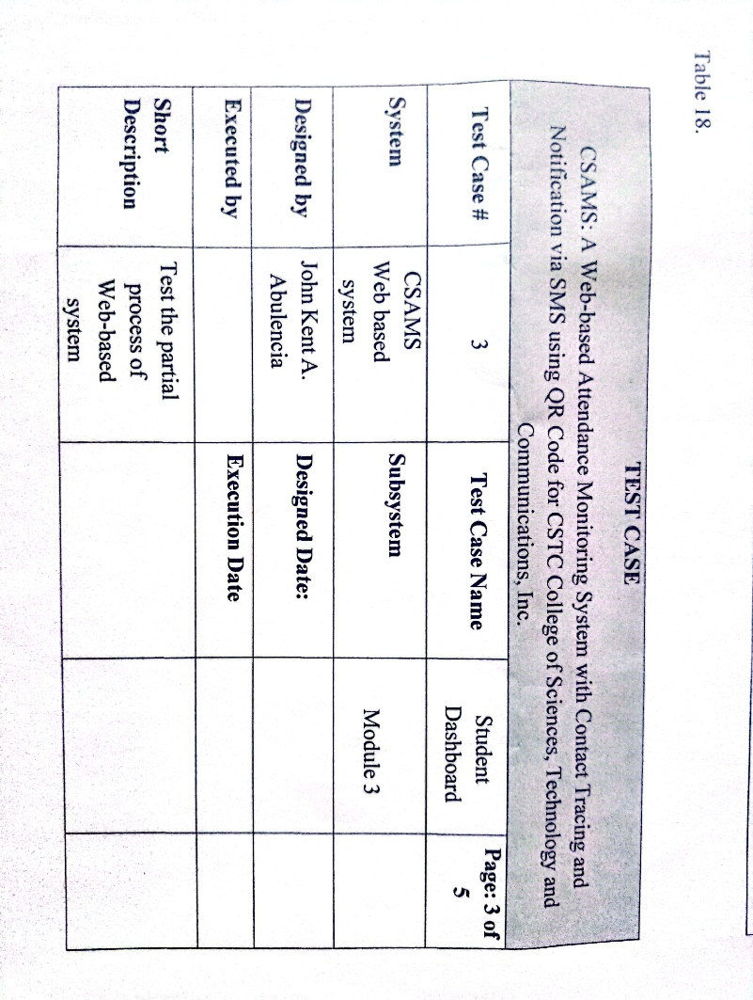 Table 18.
TEST CASE
CSAMS: A Web-based Attendance Monitoring System with Contact Tracing and
Notification via SMS using QR Code for CSTC College of Sciences, Technology and
Communications, Inc.
Test Case # 3 Test Case Name Student Dashboard Page: 3 of 5
System CSAMS Web based system Subsystem Module 3
Designed by John Kent A. Abulencia Designed Date:
Executed by Execution Date
Short Description Test the partial process of Web-based system